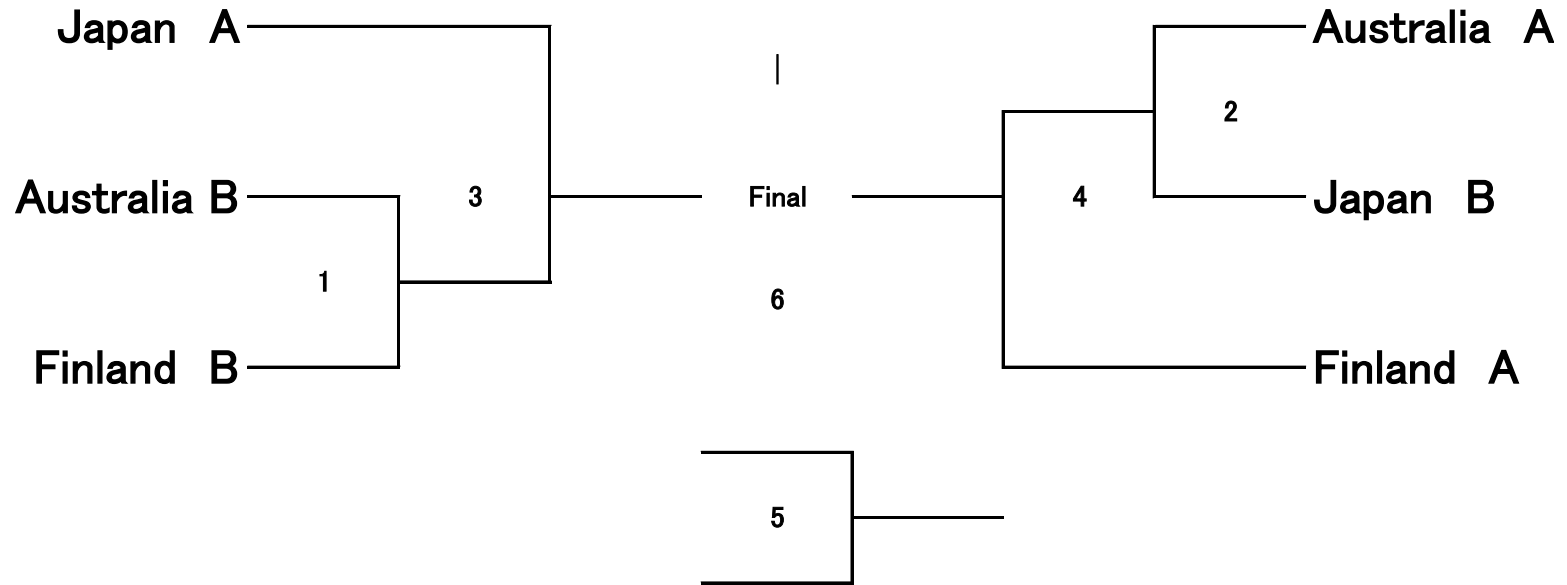 Japan A
Australia A
|
2
Australia B
3
Final
4
Japan B
1
6
Finland B
Finland A
5